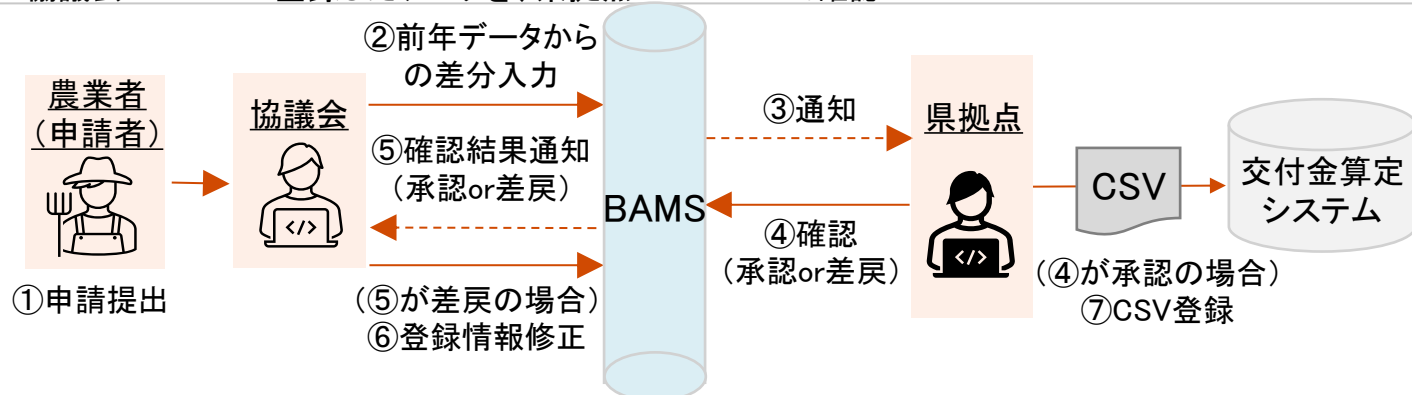 農業者
(申請者)
①申請提出
協議会
②前年データから
の差分入力
⑤確認結果通知
(承認or差戻)
(⑤が差戻の場合)
⑥登録情報修正
BAMS
③通知
④確認
(承認or差戻)
県拠点
CSV
(④が承認の場合)
⑦CSV登録
交付金算定
システム